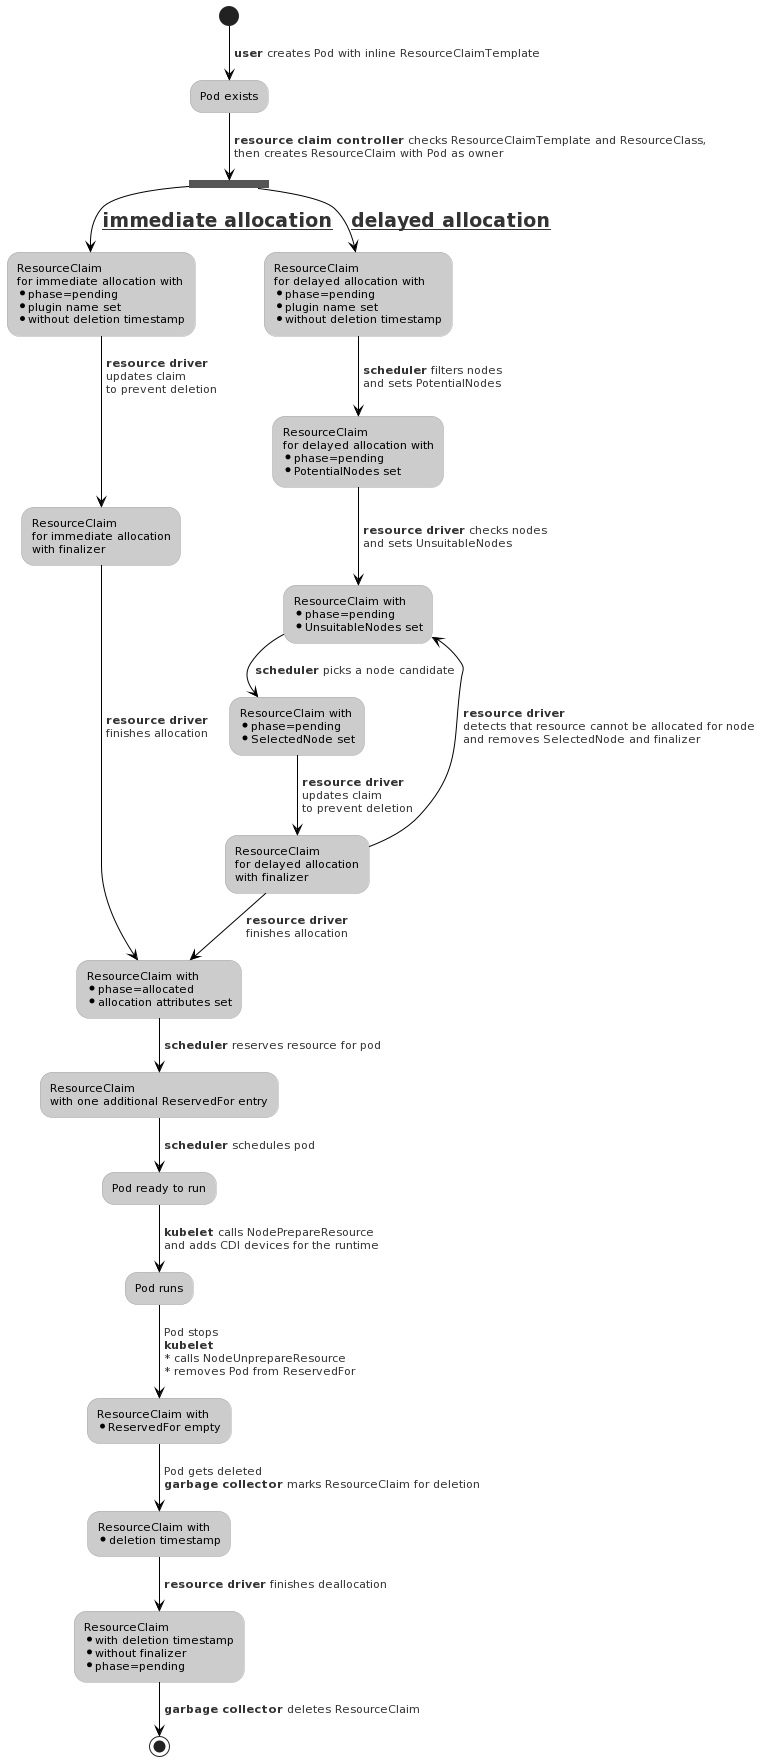 user creates Pod with inline ResourceClaimTemplate
Pod exists
resource claim controller checks ResourceClaimTemplate and ResourceClass,
then creates ResourceClaim with Pod as owner
immediate allocation
delayed allocation
ResourceClaim
for immediate allocation with
• phase=pending
• plugin name set
• without deletion timestamp
ResourceClaim
for delayed allocation with
• phase=pending
• plugin name set
• without deletion timestamp
resource driver
updates claim
to prevent deletion
scheduler filters nodes
and sets PotentialNodes
ResourceClaim
for delayed allocation with
• phase=pending
• PotentialNodes set
ResourceClaim
for immediate allocation
with finalizer
resource driver checks nodes
and sets UnsuitableNodes
ResourceClaim with
• phase=pending
• UnsuitableNodes set
scheduler picks a node candidate
ResourceClaim with
• phase=pending
• SelectedNode set
resource driver
finishes allocation
resource driver
detects that resource cannot be allocated for node
and removes SelectedNode and finalizer
resource driver
updates claim
to prevent deletion
ResourceClaim
for delayed allocation
with finalizer
resource driver
finishes allocation
ResourceClaim with
• phase=allocated
• allocation attributes set
scheduler reserves resource for pod
ResourceClaim
with one additional ReservedFor entry
scheduler schedules pod
Pod ready to run
kubelet calls NodePrepareResource
and adds CDI devices for the runtime
Pod runs
Pod stops
kubelet
* calls NodeUnprepareResource
* removes Pod from ReservedFor
ResourceClaim with
• ReservedFor empty
Pod gets deleted
garbage collector marks ResourceClaim for deletion
ResourceClaim with
• deletion timestamp
resource driver finishes deallocation
ResourceClaim
• with deletion timestamp
• without finalizer
• phase=pending
garbage collector deletes ResourceClaim